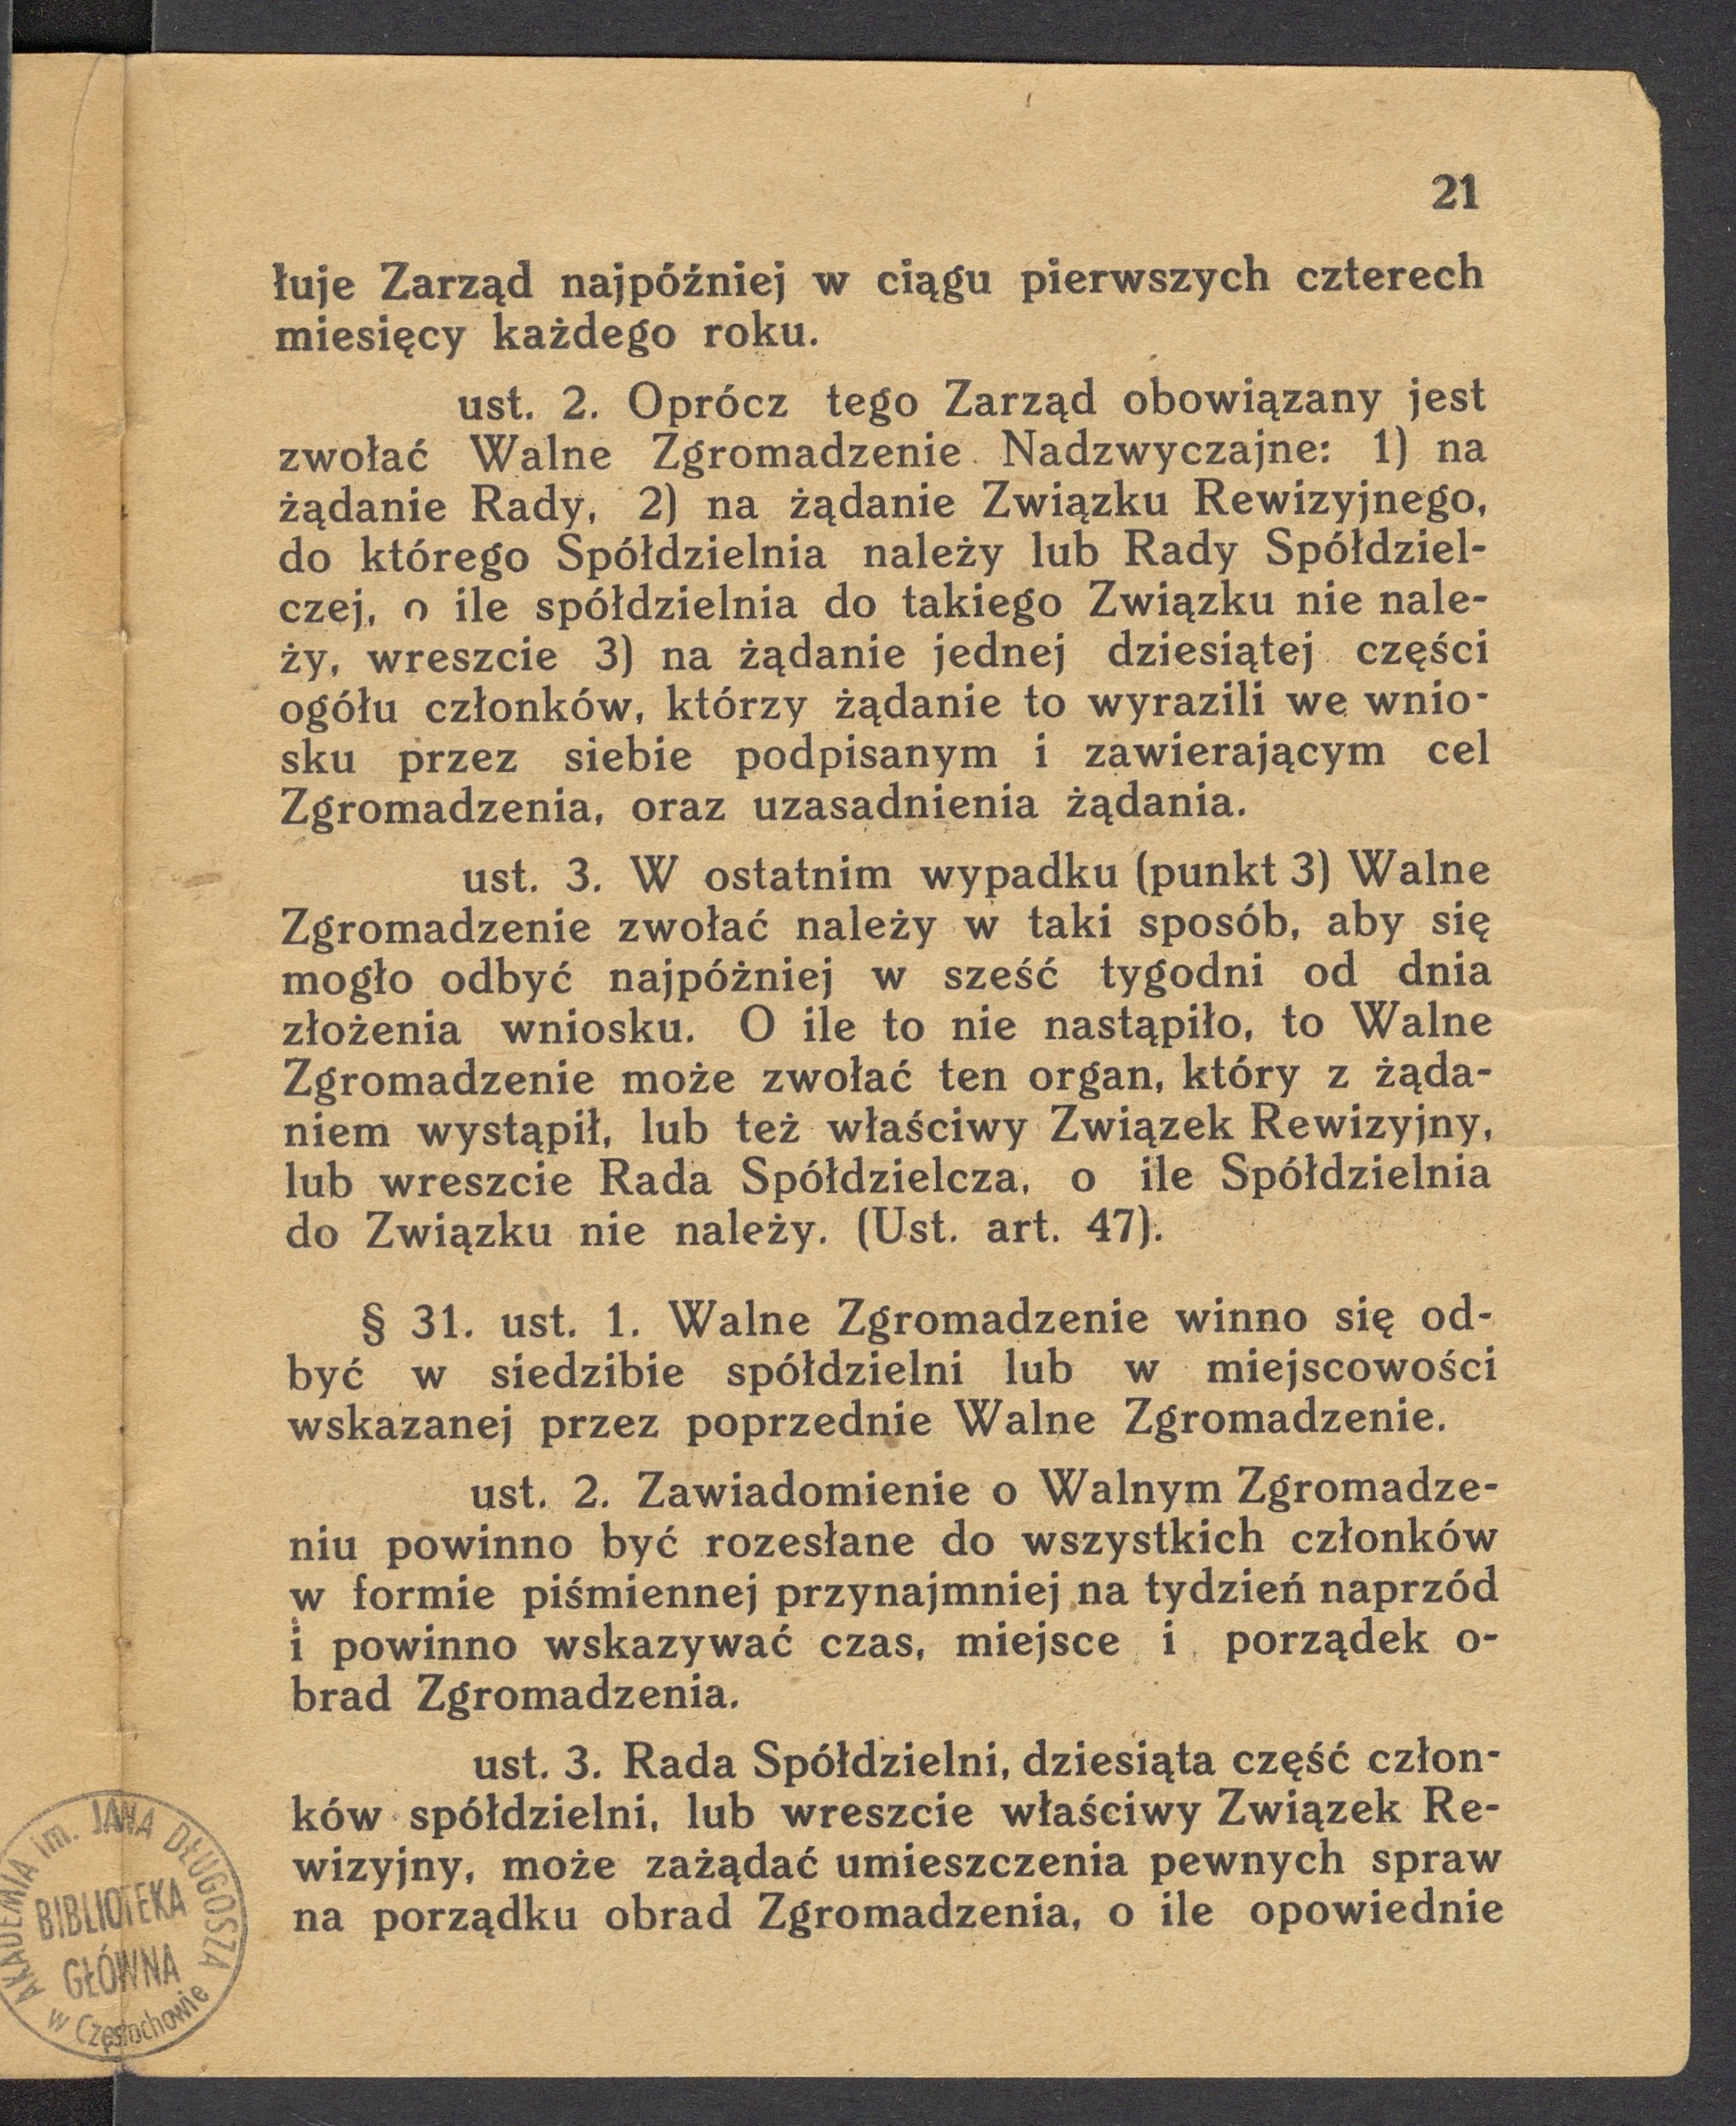 21
łuje Zarząd najpóźniej w ciągu pierwszych czterech
miesięcy każdego roku.
ust. 2. Oprócz tego Zarząd obowiązany jest
zwołać Walne Zgromadzenie Nadzwyczajne: 1) na
żądanie Rady, 2) na żądanie Związku Rewizyjnego,
do którego Spółdzielnia należy lub Rady Spółdziel-
czej, o ile spółdzielnia do takiego Związku nie nale-
ży, wreszcie 3) na żądanie jednej dziesiątej części
ogółu członków, którzy żądanie to wyrazili we wnio-
sku przez siebie podpisanym i zawierającym cel
Zgromadzenia, oraz uzasadnienia żądania.
ust. 3. W ostatnim wypadku (punkt 3) Walne
Zgromadzenie zwołać należy w taki sposób, aby się
mogło odbyć najpóżniej w sześć tygodni od dnia
złożenia wniosku. O ile to nie nastąpiło, to Walne
Zgromadzenie może zwołać ten organ, który z żąda-
niem wystąpił, lub też właściwy Związek Rewizyjny,
lub wreszcie Rada Spółdzielcza, o ile Spółdzielnia
do Związku nie należy. (Ust. art. 47).
§ 31. ust. 1. Walne Zgromadzenie winno się od-
być w siedzibie spółdzielni lub w miejscowości
wskazanej przez poprzednie Walne Zgromadzenie.
ust. 2. Zawiadomienie o Walnym Zgromadze-
niu powinno być rozesłane do wszystkich członków
w formie piśmiennej przynajmniej na tydzień naprzód
i powinno wskazywać czas, miejsce i porządek o-
brad Zgromadzenia.
ust. 3. Rada Spółdzielni, dziesiąta część człon-
ków spółdzielni, lub wreszcie właściwy Związek Re-
wizyjny, może zażądać umieszczenia pewnych spraw
na porządku obrad Zgromadzenia, o ile opowiednie
AKADEMIA im. JANA DŁUGOSZA
BIBLIOTEKA
GŁÓWNA
w Częstochowie